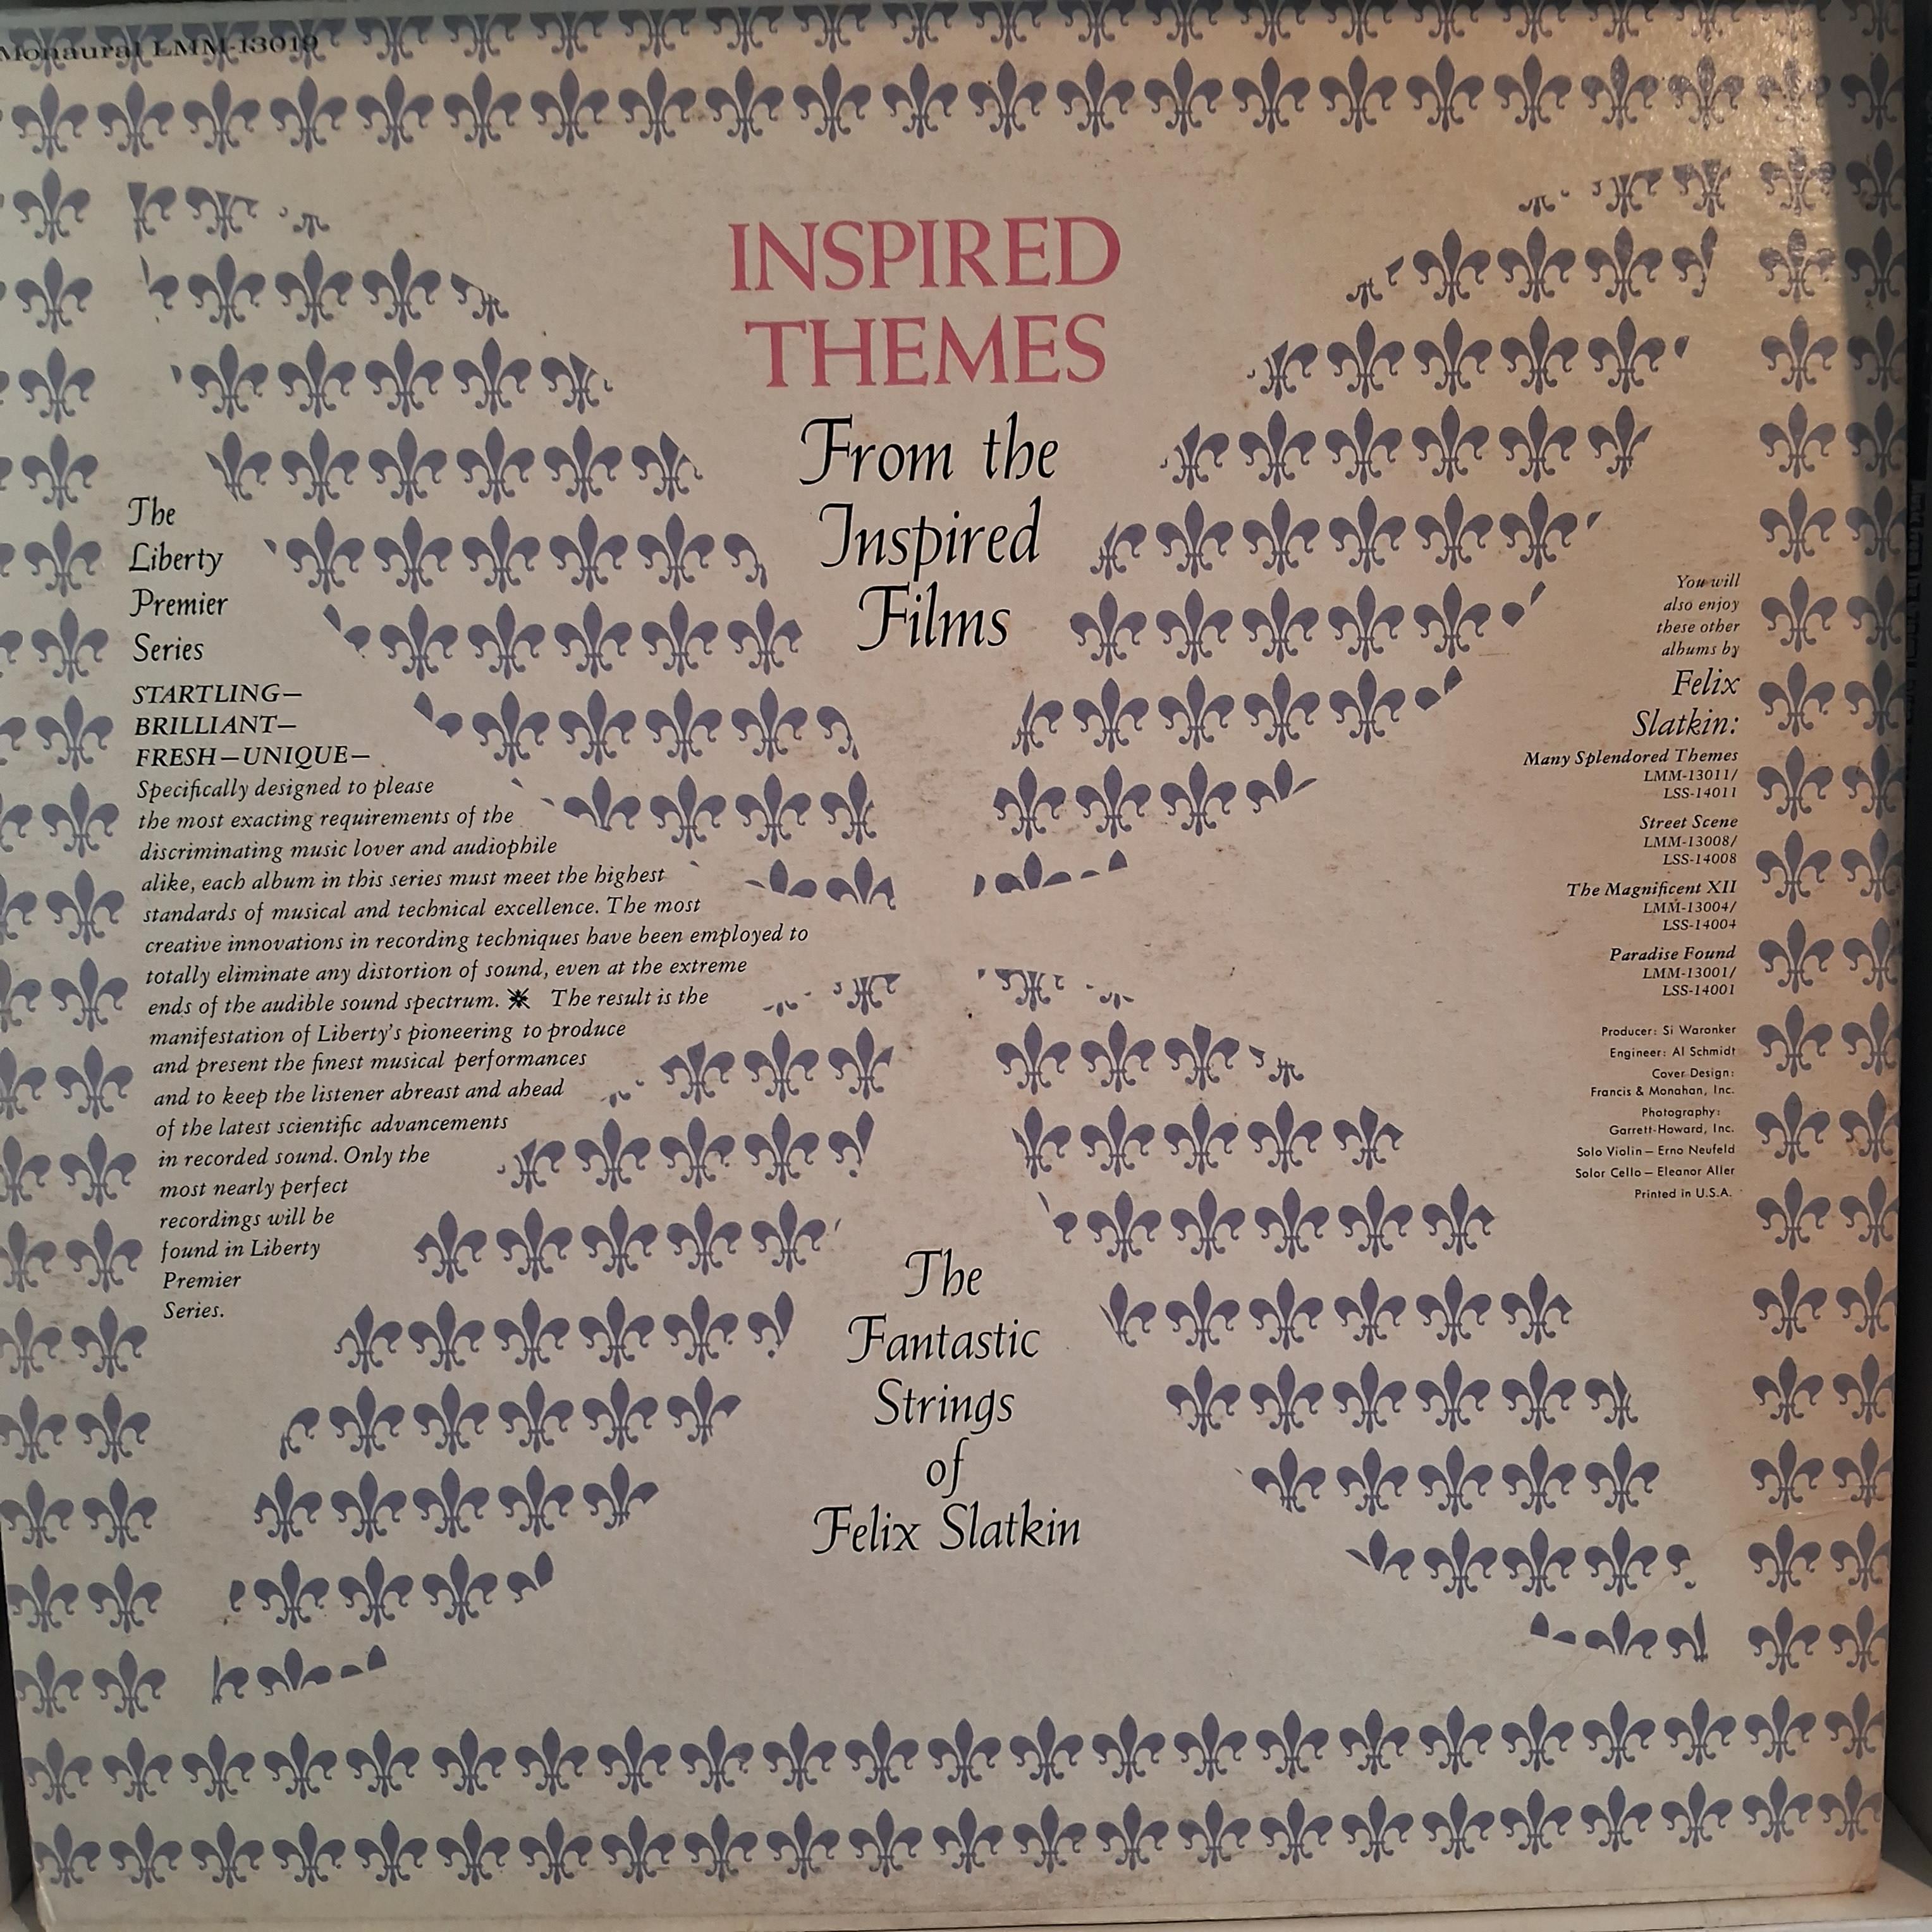 Monaural LMM-13019
INSPIRED
THEMES
From the
Inspired
Films
The
Liberty
Premier
Series
STARTLING—
BRILLIANT—
FRESH—UNIQUE—
Specifically designed to please
the most exacting requirements of the
discriminating music lover and audiophile
alike, each album in this series must meet the highest
standards of musical and technical excellence. The most
creative innovations in recording techniques have been employed to
totally eliminate any distortion of sound, even at the extreme
ends of the audible sound spectrum. ※ The result is the
manifestation of Liberty's pioneering to produce
and present the finest musical performances
and to keep the listener abreast and ahead
of the latest scientific advancements
in recorded sound. Only the
most nearly perfect
recordings will be
found in Liberty
Premier
Series.
You will
also enjoy
these other
albums by
Felix
Slatkin:
Many Splendored Themes
LMM-13011/
LSS-14011
Street Scene
LMM-13008/
LSS-14008
The Magnificent XII
LMM-13004/
LSS-14004
Paradise Found
LMM-13001/
LSS-14001
Producer: Si Waronker
Engineer: Al Schmidt
Cover Design:
Francis & Monahan, Inc.
Photography:
Garrett-Howard, Inc.
Solo Violin — Erno Neufeld
Solor Cello — Eleanor Aller
Printed in U.S.A.
The
Fantastic
Strings
of
Felix Slatkin